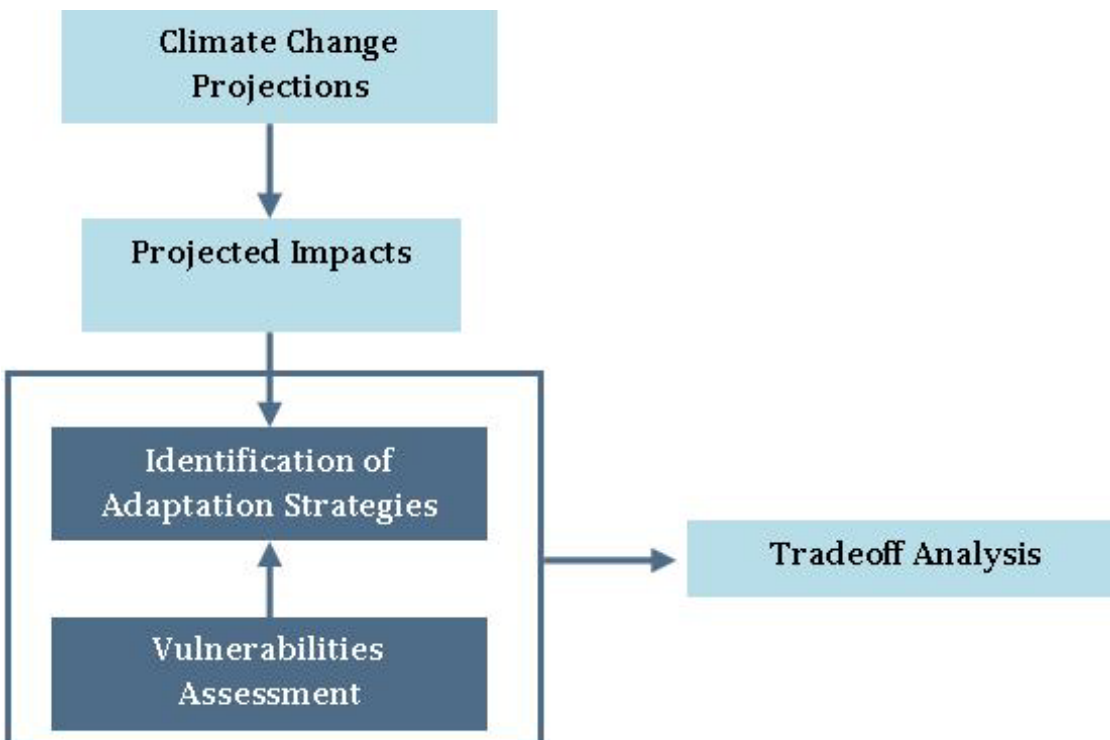 Climate Change
Projections
Projected Impacts
Identification of
Adaptation Strategies
Tradeoff Analysis
Vulnerabilities
Assessment